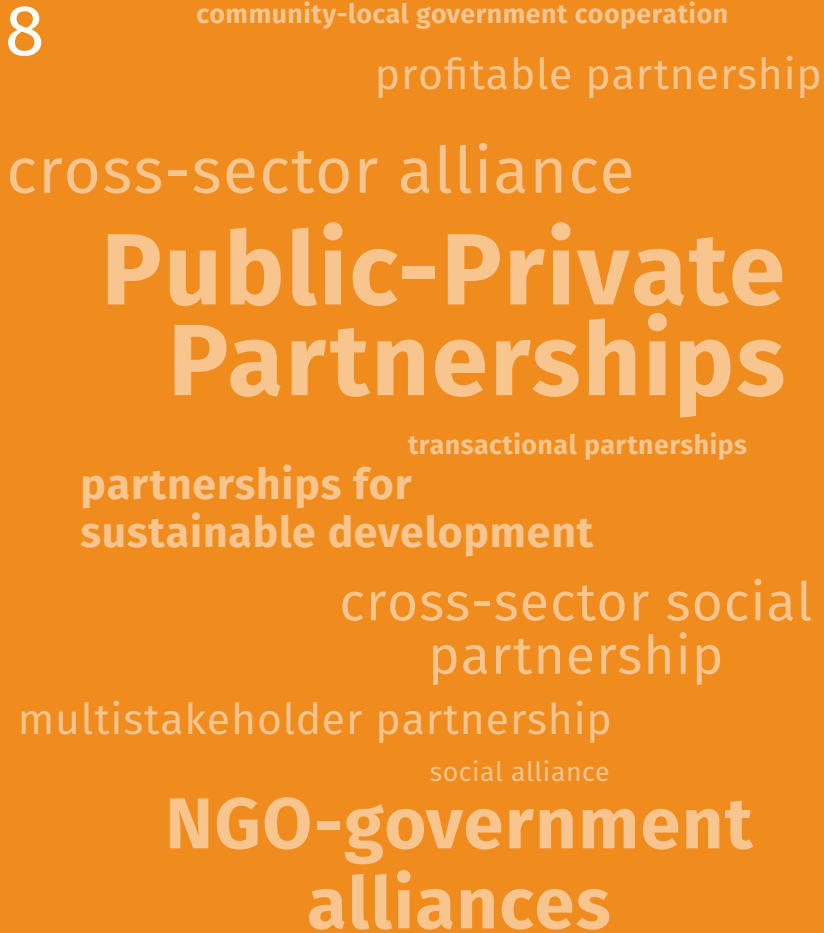 8
community-local government cooperation
profitable partnership
cross-sector alliance
Public-Private
Partnerships
transactional partnerships
partnerships for
sustainable development
cross-sector social
partnership
multistakeholder partnership
social alliance
NGO-government
alliances